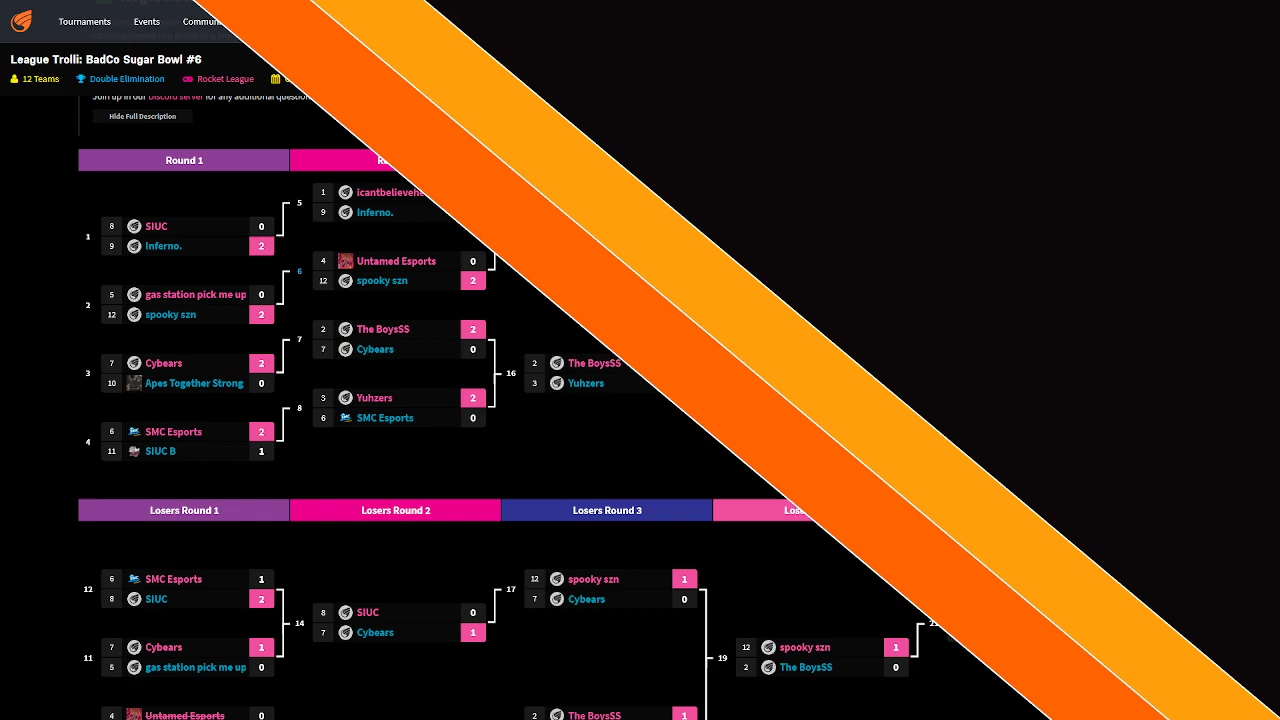 Tournaments Events
League Trolli: BadCo Sugar Bowl #6
12 Teams Double Elimination Rocket League
Join up in our Discord server for any additional
Hide Full Description
Round 1
1
8 SIUC 0
9 Inferno. 2
2
5 gas station pick me up 0
12 spooky szn 2
3
7 Cybears 2
10 Apes Together Strong 0
4
6 SMC Esports 2
11 SIUC B 1
5
1
9 Inferno.
6
4 Untamed Esports 0
12 spooky szn 2
7
2 The BoysSS 2
7 Cybears 0
8
3 Yuhzers 2
6 SMC Esports 0
16
2 The BoysSS
3 Yuhzers
Losers Round 1 Losers Round 2 Losers Round 3
12
6 SMC Esports 1
8 SIUC 2
11
7 Cybears 1
5 gas station pick me up 0
4 Untamed Esports 0
14
8 SIUC 0
7 Cybears 1
17
12 spooky szn 1
7 Cybears 0
2 The BoysSS 1
19
12 spooky szn 1
2 The BoysSS 0